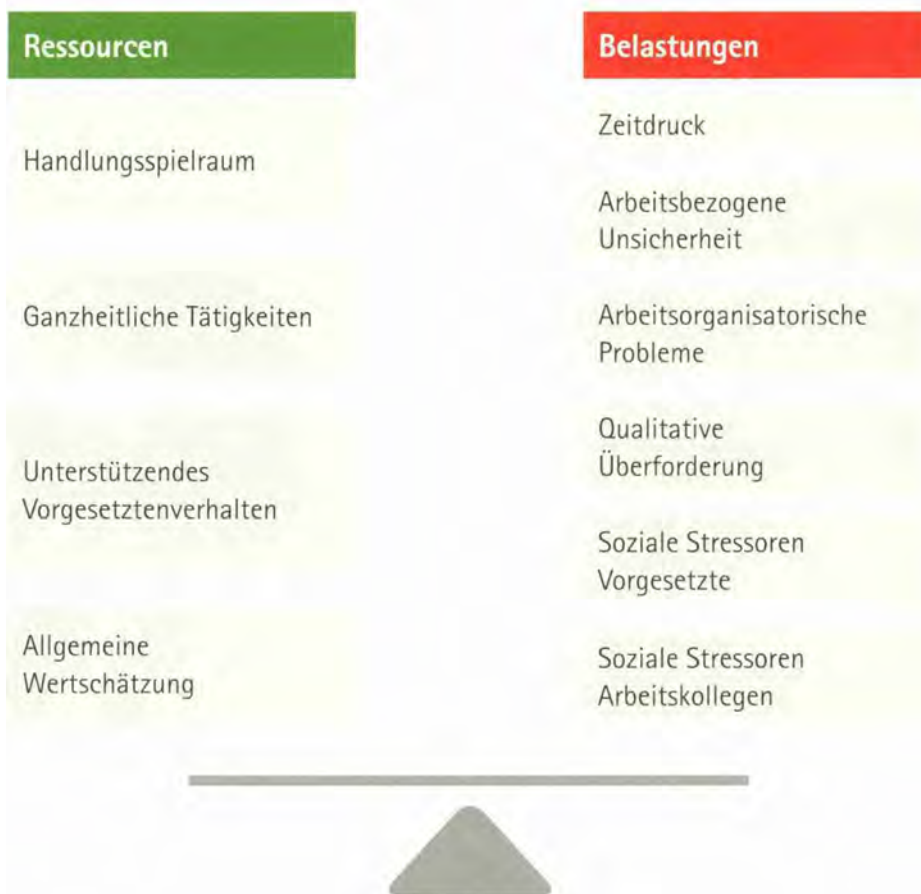 Ressourcen
Handlungsspielraum
Ganzheitliche Tätigkeiten
Unterstützendes
Vorgesetztenverhalten
Allgemeine
Wertschätzung
Belastungen
Zeitdruck
Arbeitsbezogene
Unsicherheit
Arbeitsorganisatorische
Probleme
Qualitative
Überforderung
Soziale Stressoren
Vorgesetzte
Soziale Stressoren
Arbeitskollegen